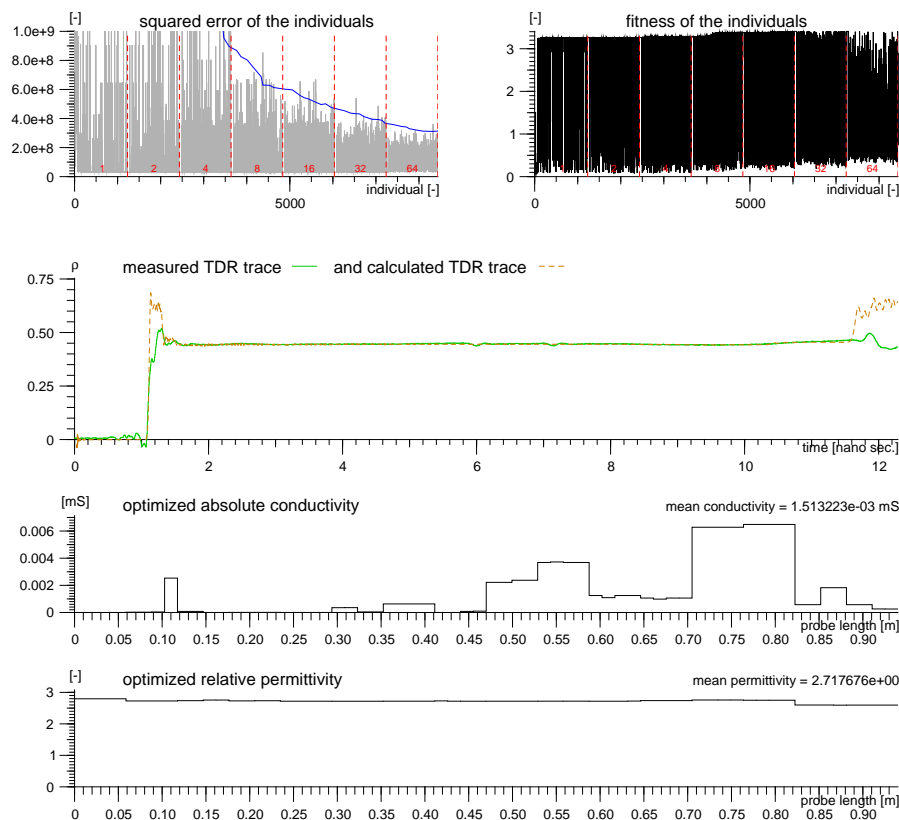 [-] squared error of the individuals
1.0e+9
8.0e+8
6.0e+8
4.0e+8
2.0e+8
0
1 2 4 8 16 32 64
individual [-]
0 5000
[-] fitness of the individuals
3
2
1
0
64
individual [-]
0 5000
ρ measured TDR trace and calculated TDR trace
0.75
0.50
0.25
0
time [nano sec.]
0 2 4 6 8 10 12
[mS] optimized absolute conductivity mean conductivity = 1.513223e-03 mS
0.006
0.004
0.002
0
probe length [m]
0 0.05 0.10 0.15 0.20 0.25 0.30 0.35 0.40 0.45 0.50 0.55 0.60 0.65 0.70 0.75 0.80 0.85 0.90
[-] optimized relative permittivity mean permittivity = 2.717676e+00
3
2
1
0
probe length [m]
0 0.05 0.10 0.15 0.20 0.25 0.30 0.35 0.40 0.45 0.50 0.55 0.60 0.65 0.70 0.75 0.80 0.85 0.90